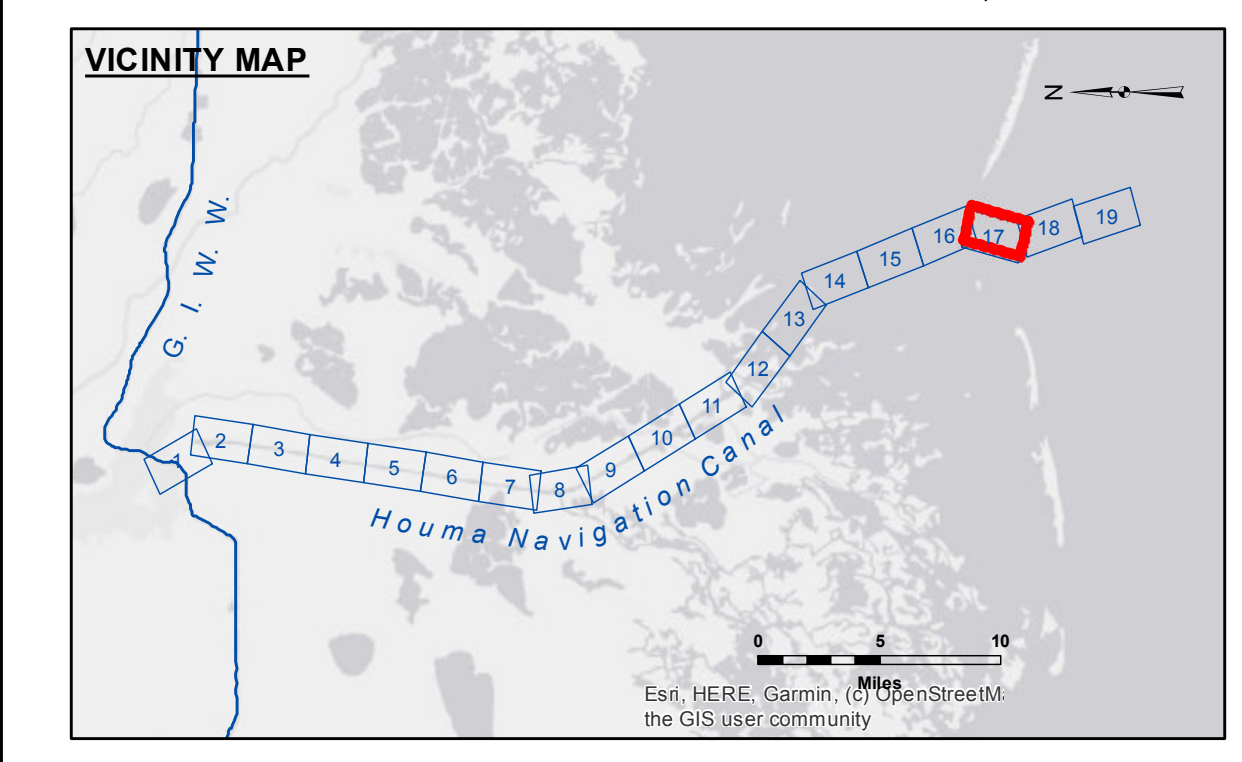 VICINITY MAP
N
G. I. W. W.
1
2
3
4
5
6
7
8
9
10
11
12
13
14
15
16
17
18
19
Houma Navigation Canal
0 5 10
Miles
Esri, HERE, Garmin, (c) OpenStreetMa
the GIS user community